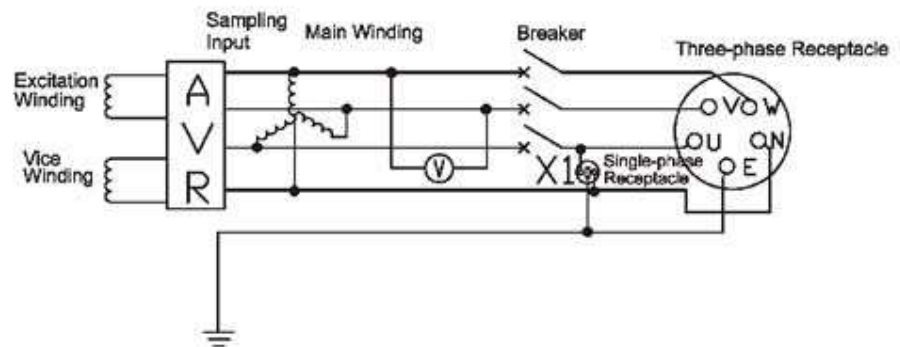 Sampling
Input
Main Winding
Breaker
Three-phase Receptacle
Excitation
Winding
A
V
R
Vice
Winding
V
V
W
U
N
E
X1
Single-phase
Receptacle